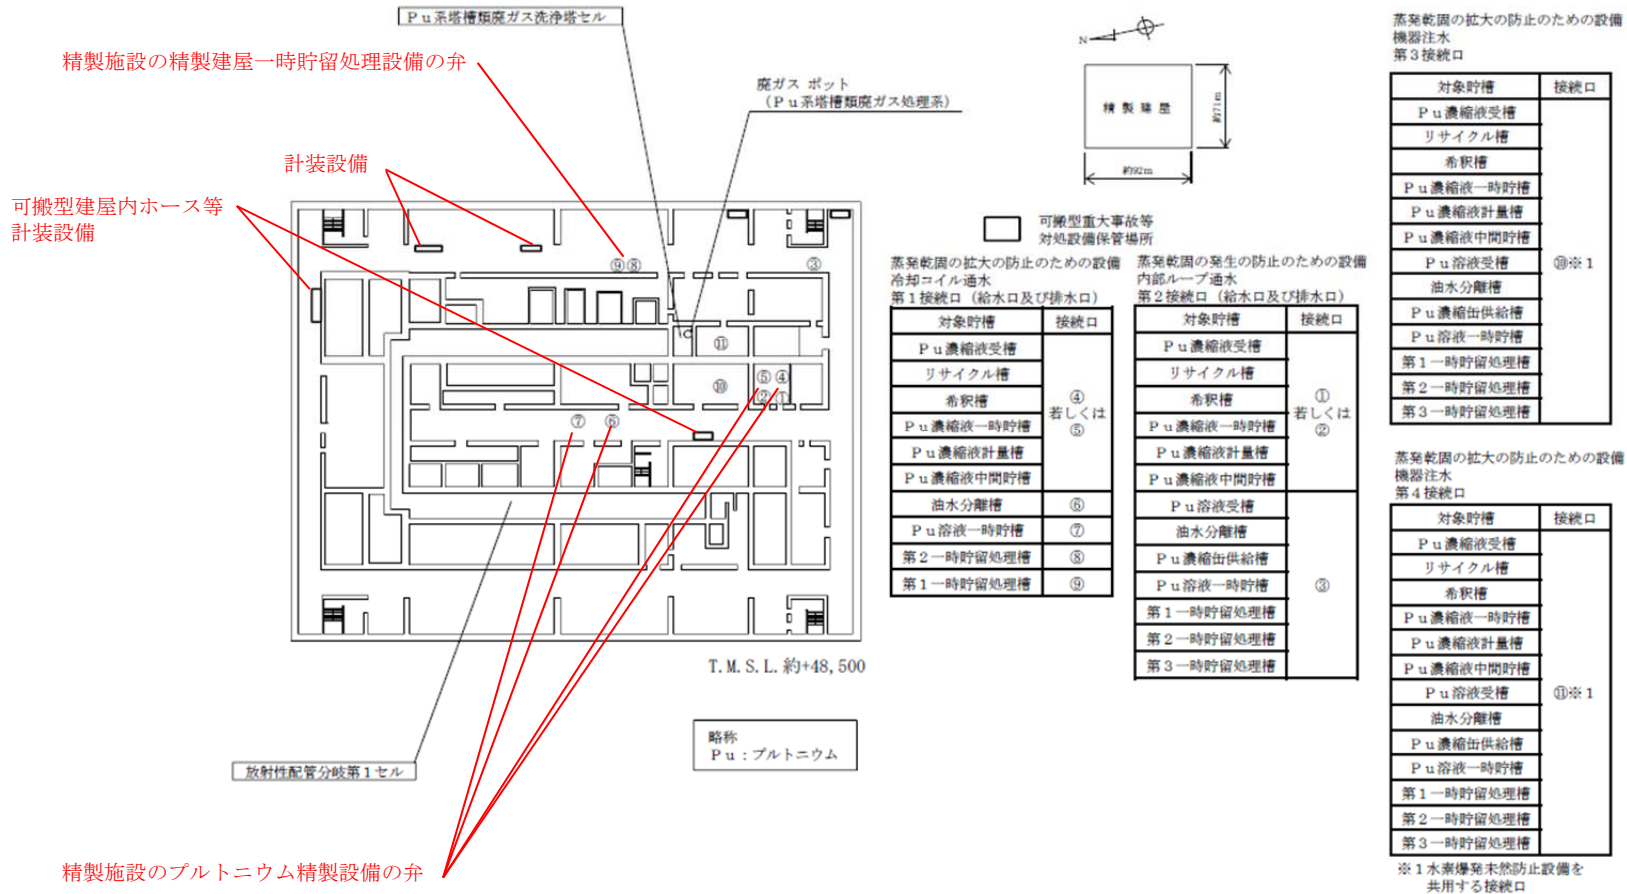 Ｐｕ系塔槽類廃ガス洗浄塔セル
精製施設の精製建屋一時貯留処理設備の弁
廃ガス ポット
（Ｐｕ系塔槽類廃ガス処理系）
計装設備
可搬型建屋内ホース等
計装設備
N
精製建屋
約71m
約92m
可搬型重大事故等
対処設備保管場所
⑨⑧
③
⑪
⑩
⑤④
②①
⑦
⑥
T.M.S.L.約+48,500
略称
Ｐｕ：プルトニウム
放射性配管分岐第１セル
精製施設のプルトニウム精製設備の弁
蒸発乾固の拡大の防止のための設備
冷却コイル通水
第１接続口（給水口及び排水口）
対象貯槽 接続口
Ｐｕ濃縮液受槽
リサイクル槽
希釈槽
Ｐｕ濃縮液一時貯槽
Ｐｕ濃縮液計量槽
Ｐｕ濃縮液中間貯槽
④
若しくは
⑤
油水分離槽 ⑥
Ｐｕ溶液一時貯槽 ⑦
第２一時貯留処理槽 ⑧
第１一時貯留処理槽 ⑨
蒸発乾固の発生の防止のための設備
内部ループ通水
第２接続口（給水口及び排水口）
対象貯槽 接続口
Ｐｕ濃縮液受槽
リサイクル槽
希釈槽
Ｐｕ濃縮液一時貯槽
Ｐｕ濃縮液計量槽
Ｐｕ濃縮液中間貯槽
①
若しくは
②
Ｐｕ溶液受槽
油水分離槽
Ｐｕ濃縮缶供給槽
Ｐｕ溶液一時貯槽
第１一時貯留処理槽
第２一時貯留処理槽
第３一時貯留処理槽
③
蒸発乾固の拡大の防止のための設備
機器注水
第３接続口
対象貯槽 接続口
Ｐｕ濃縮液受槽
リサイクル槽
希釈槽
Ｐｕ濃縮液一時貯槽
Ｐｕ濃縮液計量槽
Ｐｕ濃縮液中間貯槽
Ｐｕ溶液受槽
油水分離槽
Ｐｕ濃縮缶供給槽
Ｐｕ溶液一時貯槽
第１一時貯留処理槽
第２一時貯留処理槽
第３一時貯留処理槽
⑩※１
蒸発乾固の拡大の防止のための設備
機器注水
第４接続口
対象貯槽 接続口
Ｐｕ濃縮液受槽
リサイクル槽
希釈槽
Ｐｕ濃縮液一時貯槽
Ｐｕ濃縮液計量槽
Ｐｕ濃縮液中間貯槽
Ｐｕ溶液受槽
油水分離槽
Ｐｕ濃縮缶供給槽
Ｐｕ溶液一時貯槽
第１一時貯留処理槽
第２一時貯留処理槽
第３一時貯留処理槽
⑪※１
※１水素爆発未然防止設備を
共用する接続口